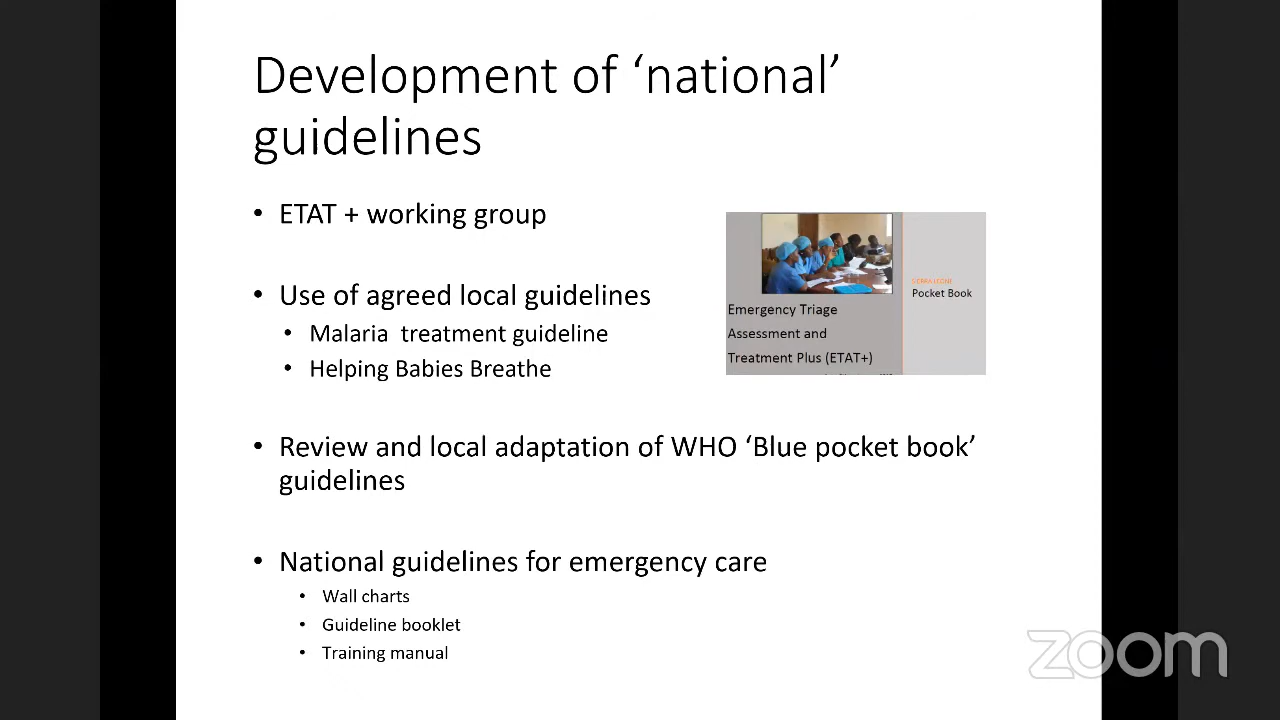 Development of ‘national’
guidelines
• ETAT + working group
• Use of agreed local guidelines
• Malaria treatment guideline
• Helping Babies Breathe
• Review and local adaptation of WHO ‘Blue pocket book’
guidelines
• National guidelines for emergency care
• Wall charts
• Guideline booklet
• Training manual
Emergency Triage
Assessment and
Treatment Plus (ETAT+)
SIERRA LEONE
Pocket Book
zoom